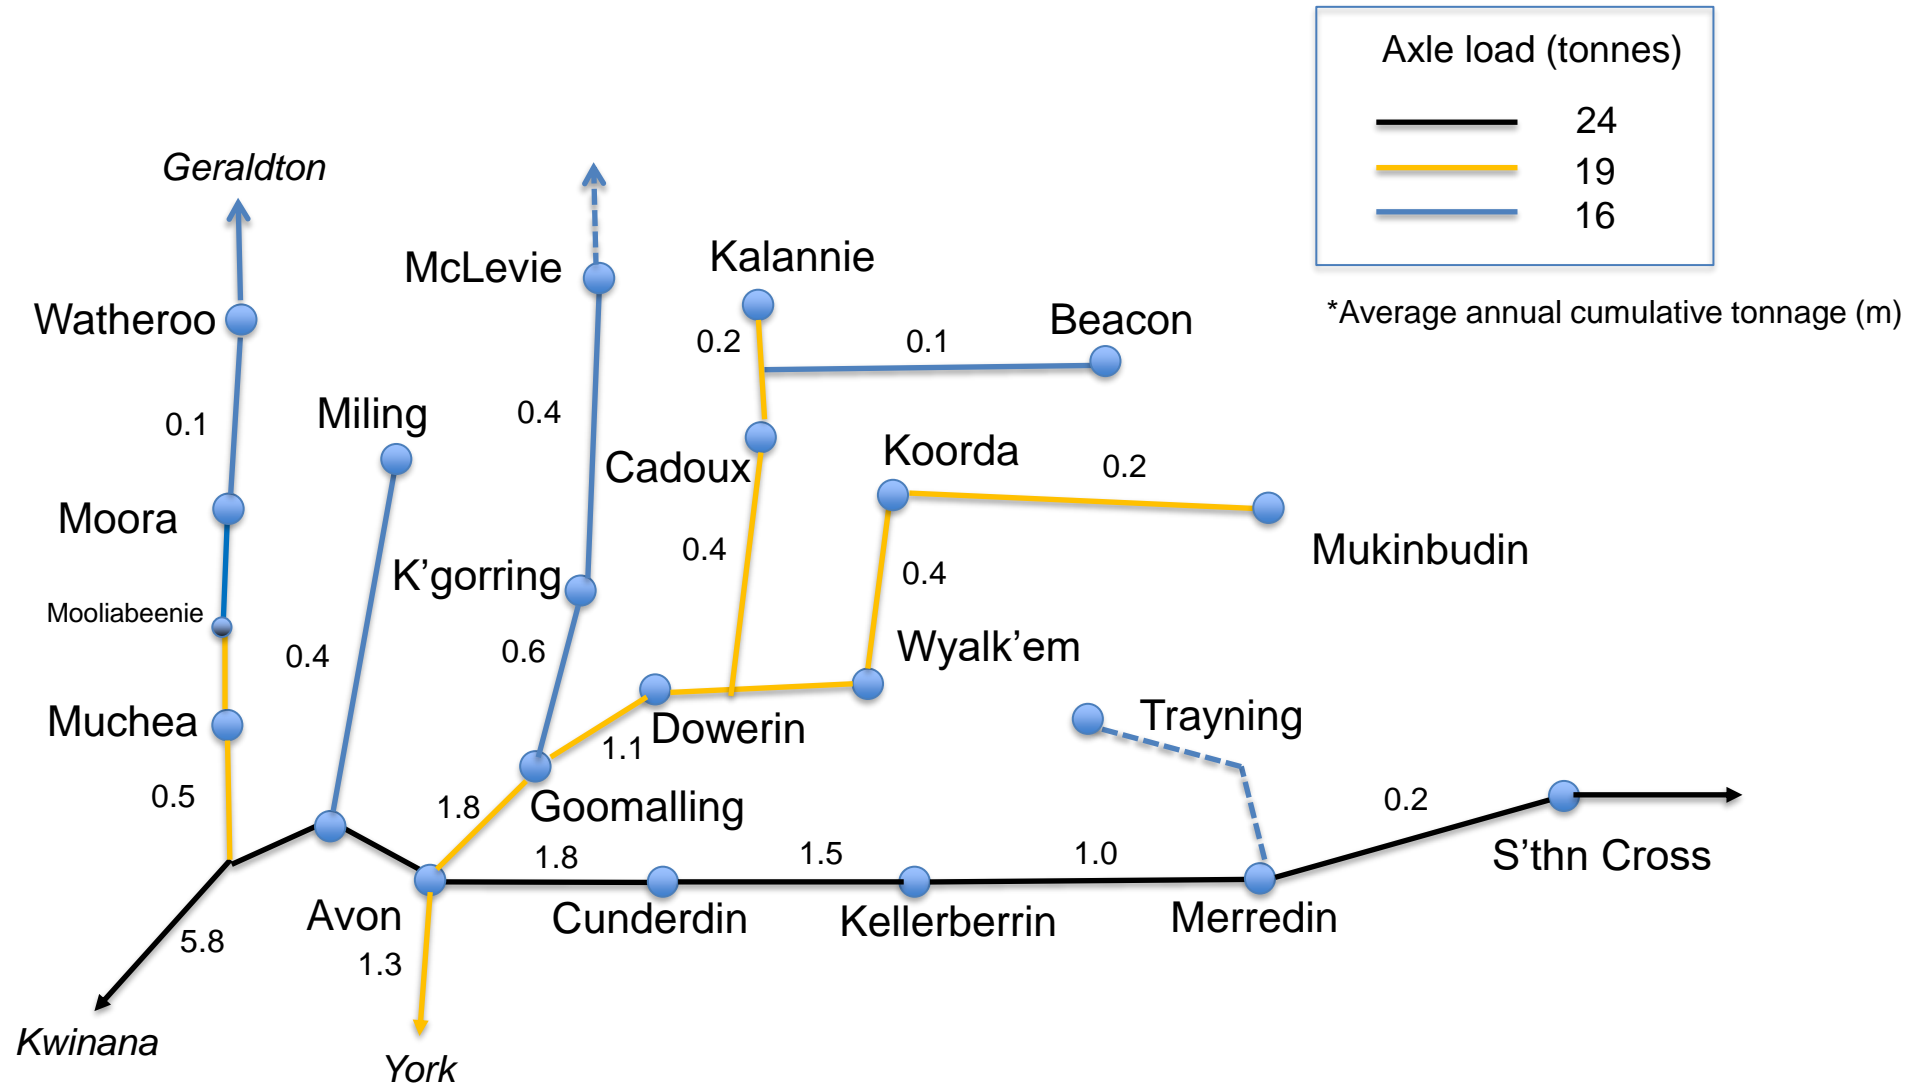 Axle load (tonnes)
24
19
16
*Average annual cumulative tonnage (m)
Geraldton
McLevie
Kalannie
Beacon
Watheroo
0.2
0.1
0.1
Miling
0.4
Koorda
Cadoux
0.2
Moora
Mukinbudin
0.4
K'gorring
0.4
Mooliabeenie
0.4
0.6
Wyalk'em
Muchea
Dowerin
Trayning
1.1
0.5
1.8
Goomalling
0.2
1.8
1.5
1.0
S'thn Cross
Avon
Cunderdin
Kellerberrin
Merredin
5.8
1.3
Kwinana
York